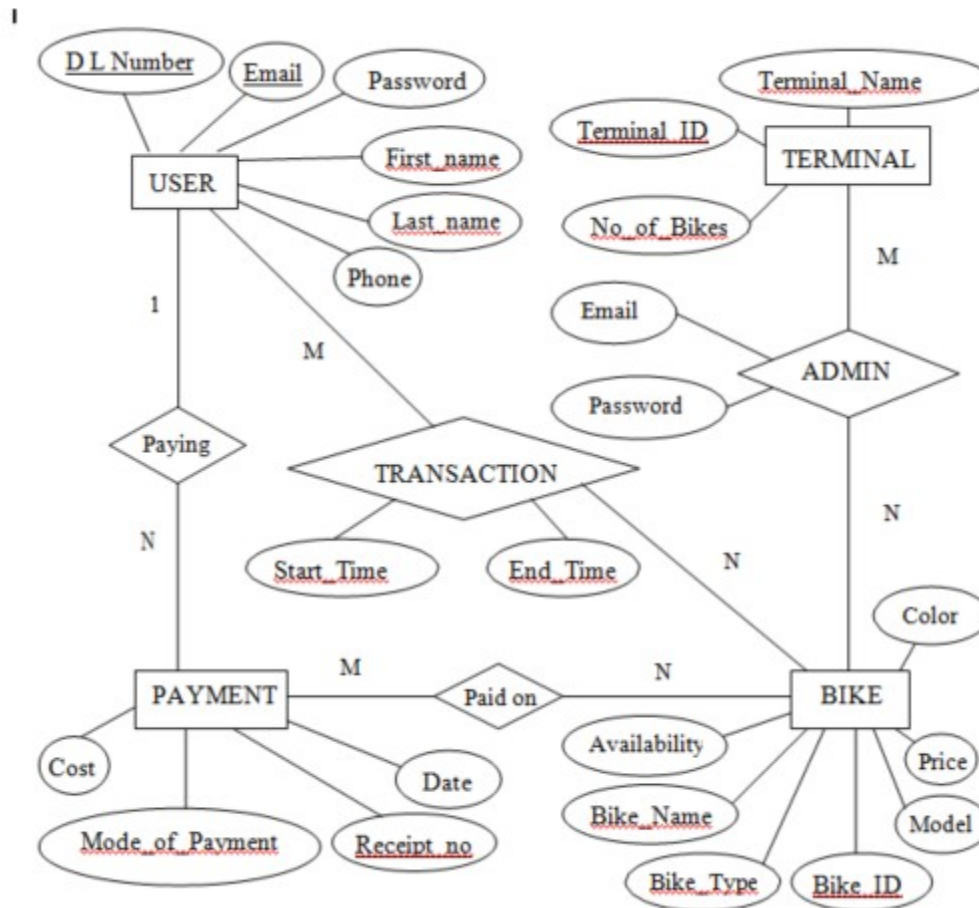 I
D L Number
Email
Password
Terminal_Name
First_name
Terminal_ID
TERMINAL
USER
Last_name
No_of_Bikes
Phone
M
1
Email
M
ADMIN
Password
Paying
TRANSACTION
N
N
Start_Time
End_Time
N
Color
PAYMENT
M
Paid on
N
BIKE
Availability
Cost
Date
Price
Bike_Name
Model
Mode_of_Payment
Receipt_no
Bike_Type
Bike_ID